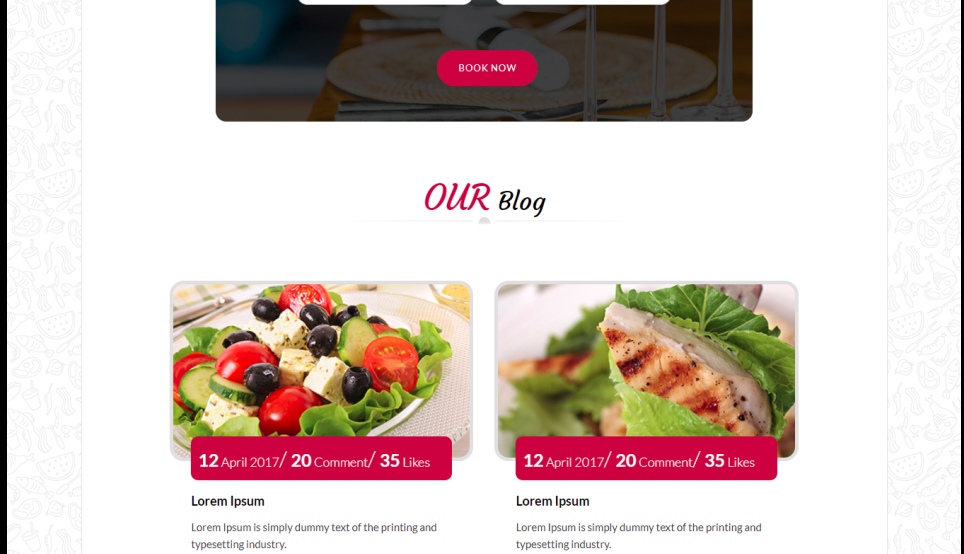 BOOK NOW
OUR Blog
12 April 2017/ 20 Comment/ 35 Likes
Lorem Ipsum
Lorem Ipsum is simply dummy text of the printing and
typesetting industry.
12 April 2017/ 20 Comment/ 35 Likes
Lorem Ipsum
Lorem Ipsum is simply dummy text of the printing and
typesetting industry.